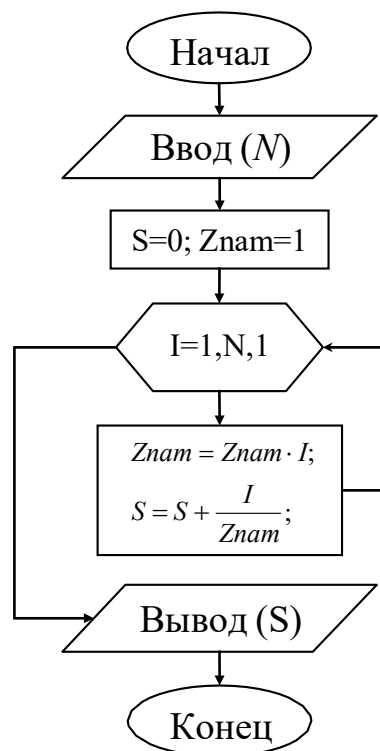 Начал
Ввод (N)
S=0; Znam=1
I=1,N,1
Znam = Znam · I;
S = S + I/Znam;
Вывод (S)
Конец